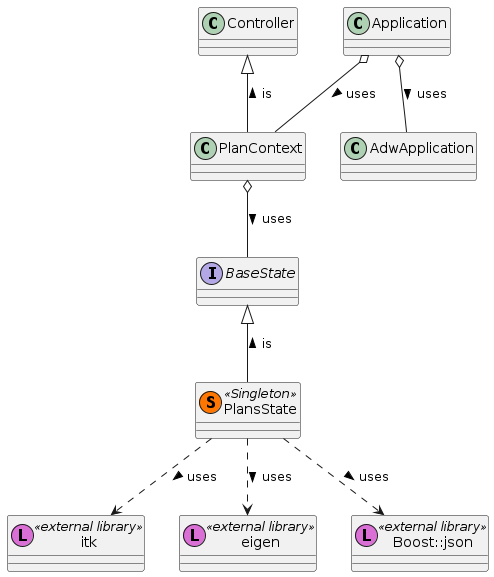 C Controller
C Application
is
uses
uses
C PlanContext
C AdwApplication
uses
I BaseState
is
S «Singleton»
PlansState
uses
uses
uses
L «external library»
itk
L «external library»
eigen
L «external library»
Boost::json